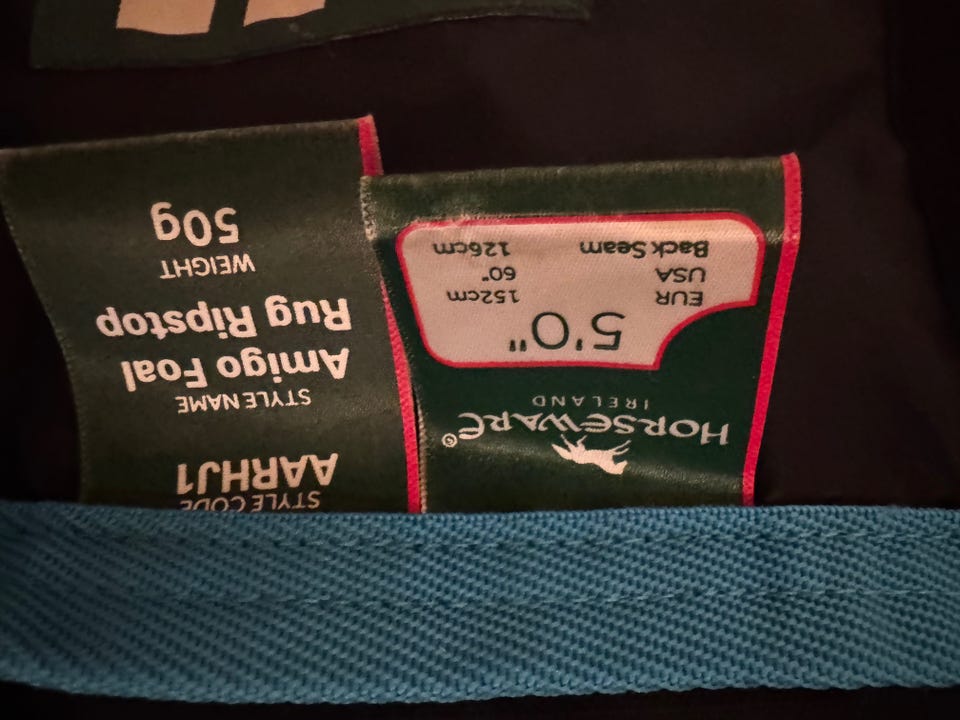 STYLE CODE
AARHJ1
STYLE NAME
Amigo Foal
Rug Ripstop
WEIGHT
50g
HORSEWARE®
IRELAND
5'0"
EUR 152cm
USA 60"
Back Seam 126cm